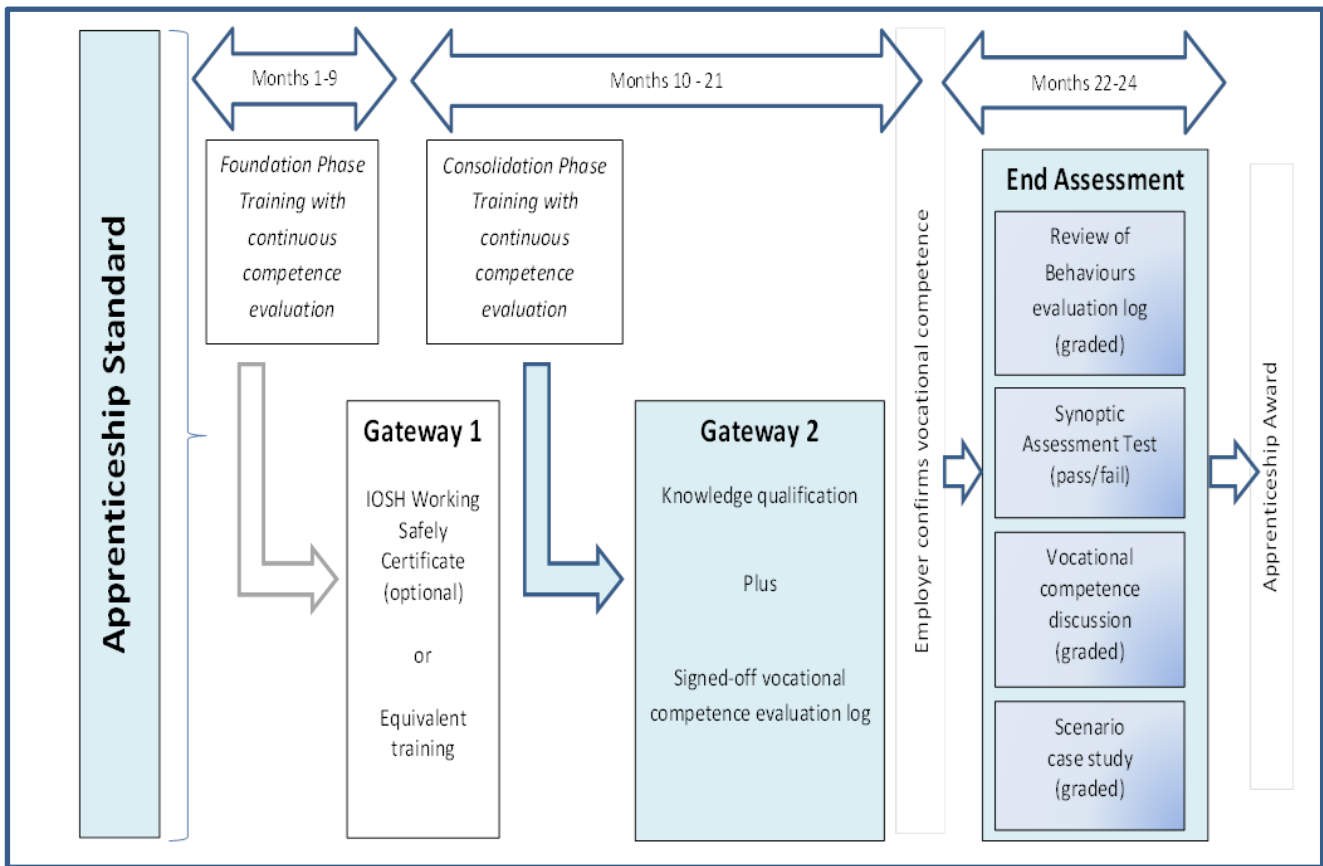 Apprenticeship Standard
Months 1-9
Months 10 - 21
Months 22-24
Foundation Phase
Training with
continuous
competence
evaluation
Consolidation Phase
Training with
continuous
competence
evaluation
Gateway 1
IOSH Working
Safely
Certificate
(optional)
or
Equivalent
training
Gateway 2
Knowledge qualification
Plus
Signed-off vocational
competence evaluation log
Employer confirms vocational competence
End Assessment
Review of
Behaviours
evaluation log
(graded)
Synoptic
Assessment Test
(pass/fail)
Vocational
competence
discussion
(graded)
Scenario
case study
(graded)
Apprenticeship Award